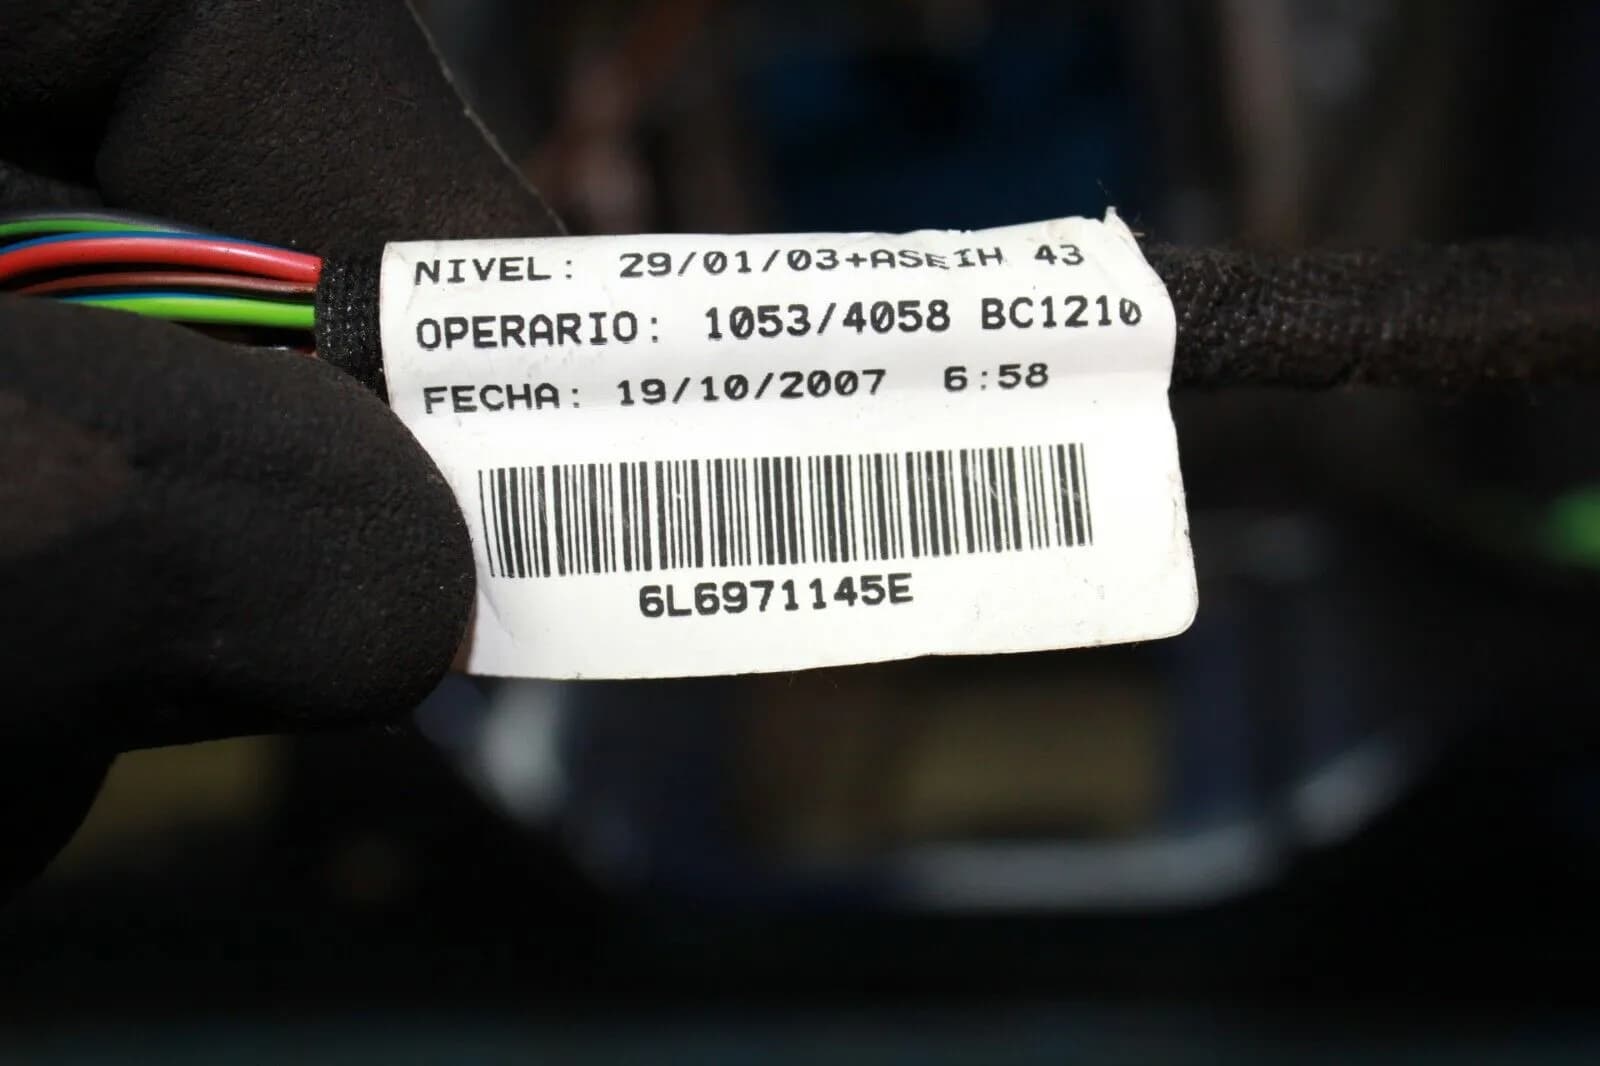 NIVEL: 29/01/03+ASEIH 43
OPERARIO: 1053/4058 BC1210
FECHA: 19/10/2007 6:58
6L6971145E